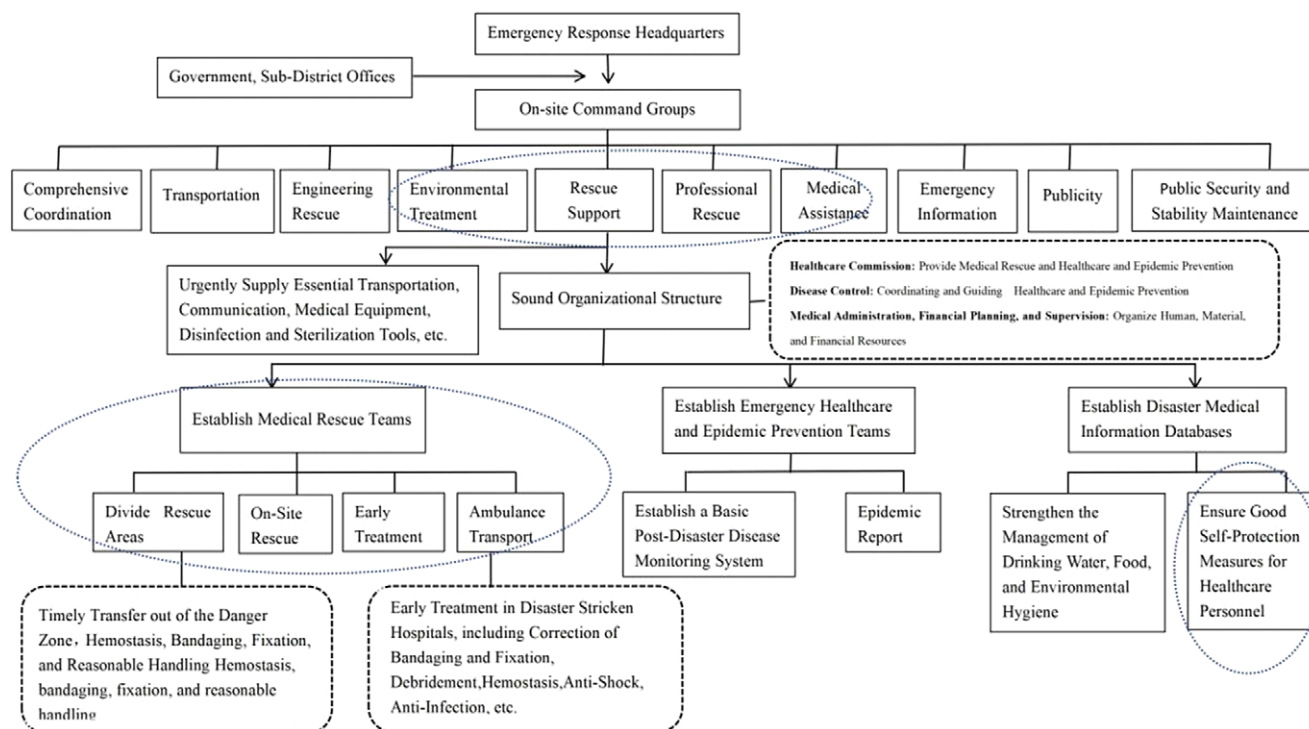 Emergency Response Headquarters
Government, Sub-District Offices
On-site Command Groups
Comprehensive
Coordination
Transportation
Engineering
Rescue
Environmental
Treatment
Rescue
Support
Professional
Rescue
Medical
Assistance
Emergency
Information
Publicity
Public Security and
Stability Maintenance
Urgently Supply Essential Transportation,
Communication, Medical Equipment,
Disinfection and Sterilization Tools, etc.
Sound Organizational Structure
Healthcare Commission: Provide Medical Rescue and Healthcare and Epidemic Prevention
Disease Control: Coordinating and Guiding Healthcare and Epidemic Prevention
Medical Administration, Financial Planning, and Supervision: Organize Human, Material,
and Financial Resources
Establish Medical Rescue Teams
Establish Emergency Healthcare
and Epidemic Prevention Teams
Establish Disaster Medical
Information Databases
Divide Rescue
Areas
On-Site
Rescue
Early
Treatment
Ambulance
Transport
Establish a Basic
Post-Disaster Disease
Monitoring System
Epidemic
Report
Strengthen the
Management of
Drinking Water, Food,
and Environmental
Hygiene
Ensure Good
Self-Protection
Measures for
Healthcare
Personnel
Timely Transfer out of the Danger
Zone, Hemostasis, Bandaging, Fixation,
and Reasonable Handling Hemostasis,
bandaging, fixation, and reasonable
handling
Early Treatment in Disaster Stricken
Hospitals, including Correction of
Bandaging and Fixation,
Debridement,Hemostasis,Anti-Shock,
Anti-Infection, etc.